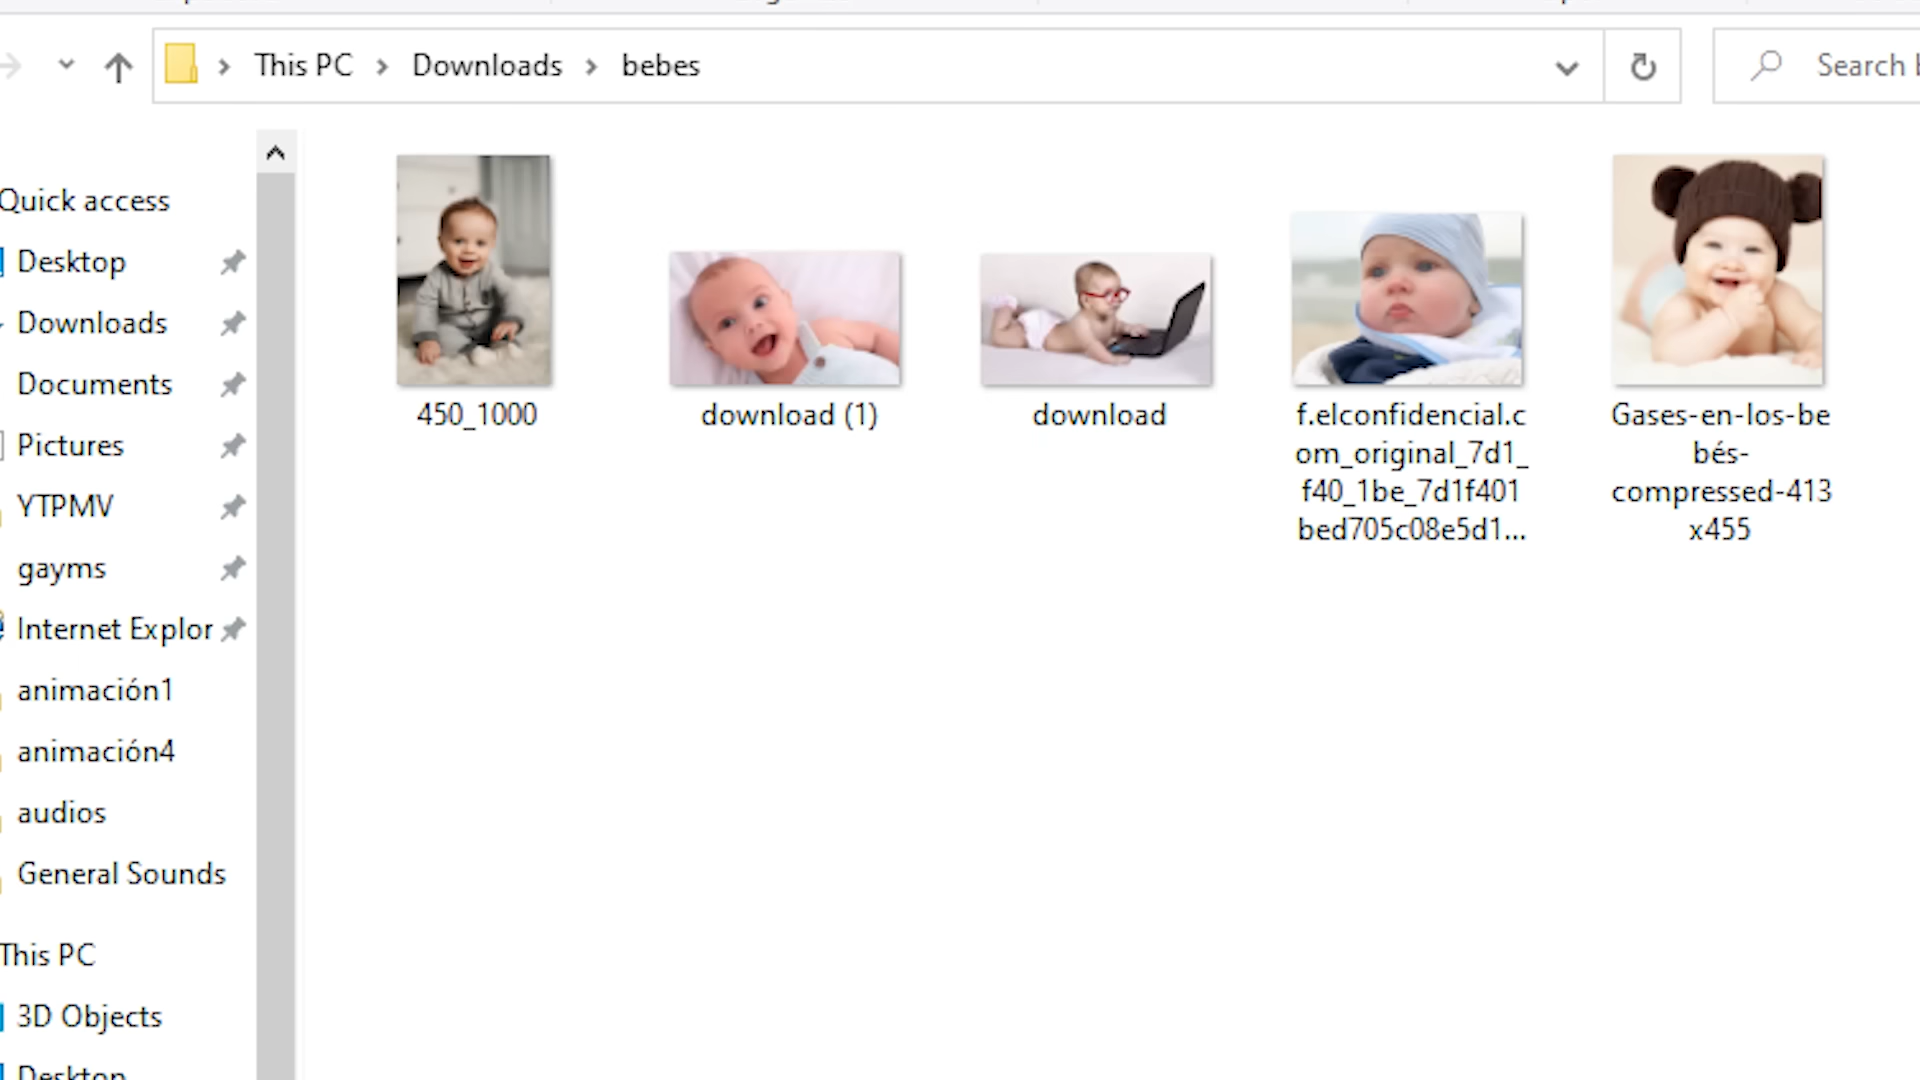 This PC > Downloads > bebes
Search
Quick access
Desktop
Downloads
Documents
Pictures
YTPMV
gayms
Internet Explor
animación1
animación4
audios
General Sounds
This PC
3D Objects
Desktop
450_1000
download (1)
download
f.elconfidencial.c
om_original_7d1_
f40_1be_7d1f401
bed705c08e5d1...
Gases-en-los-be
bés-
compressed-413
x455